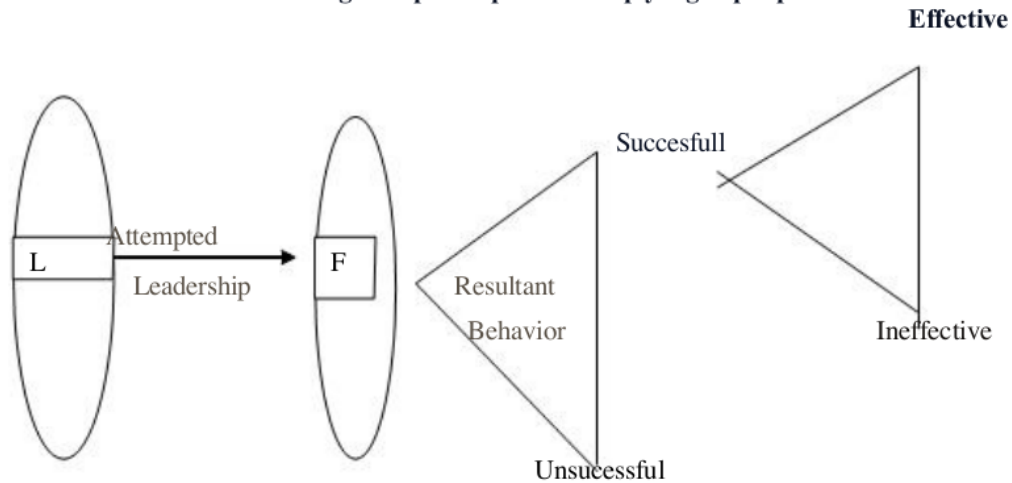 Effective
Succesfull
Attempted
L
F
Leadership
Resultant
Behavior
Ineffective
Unsucessful